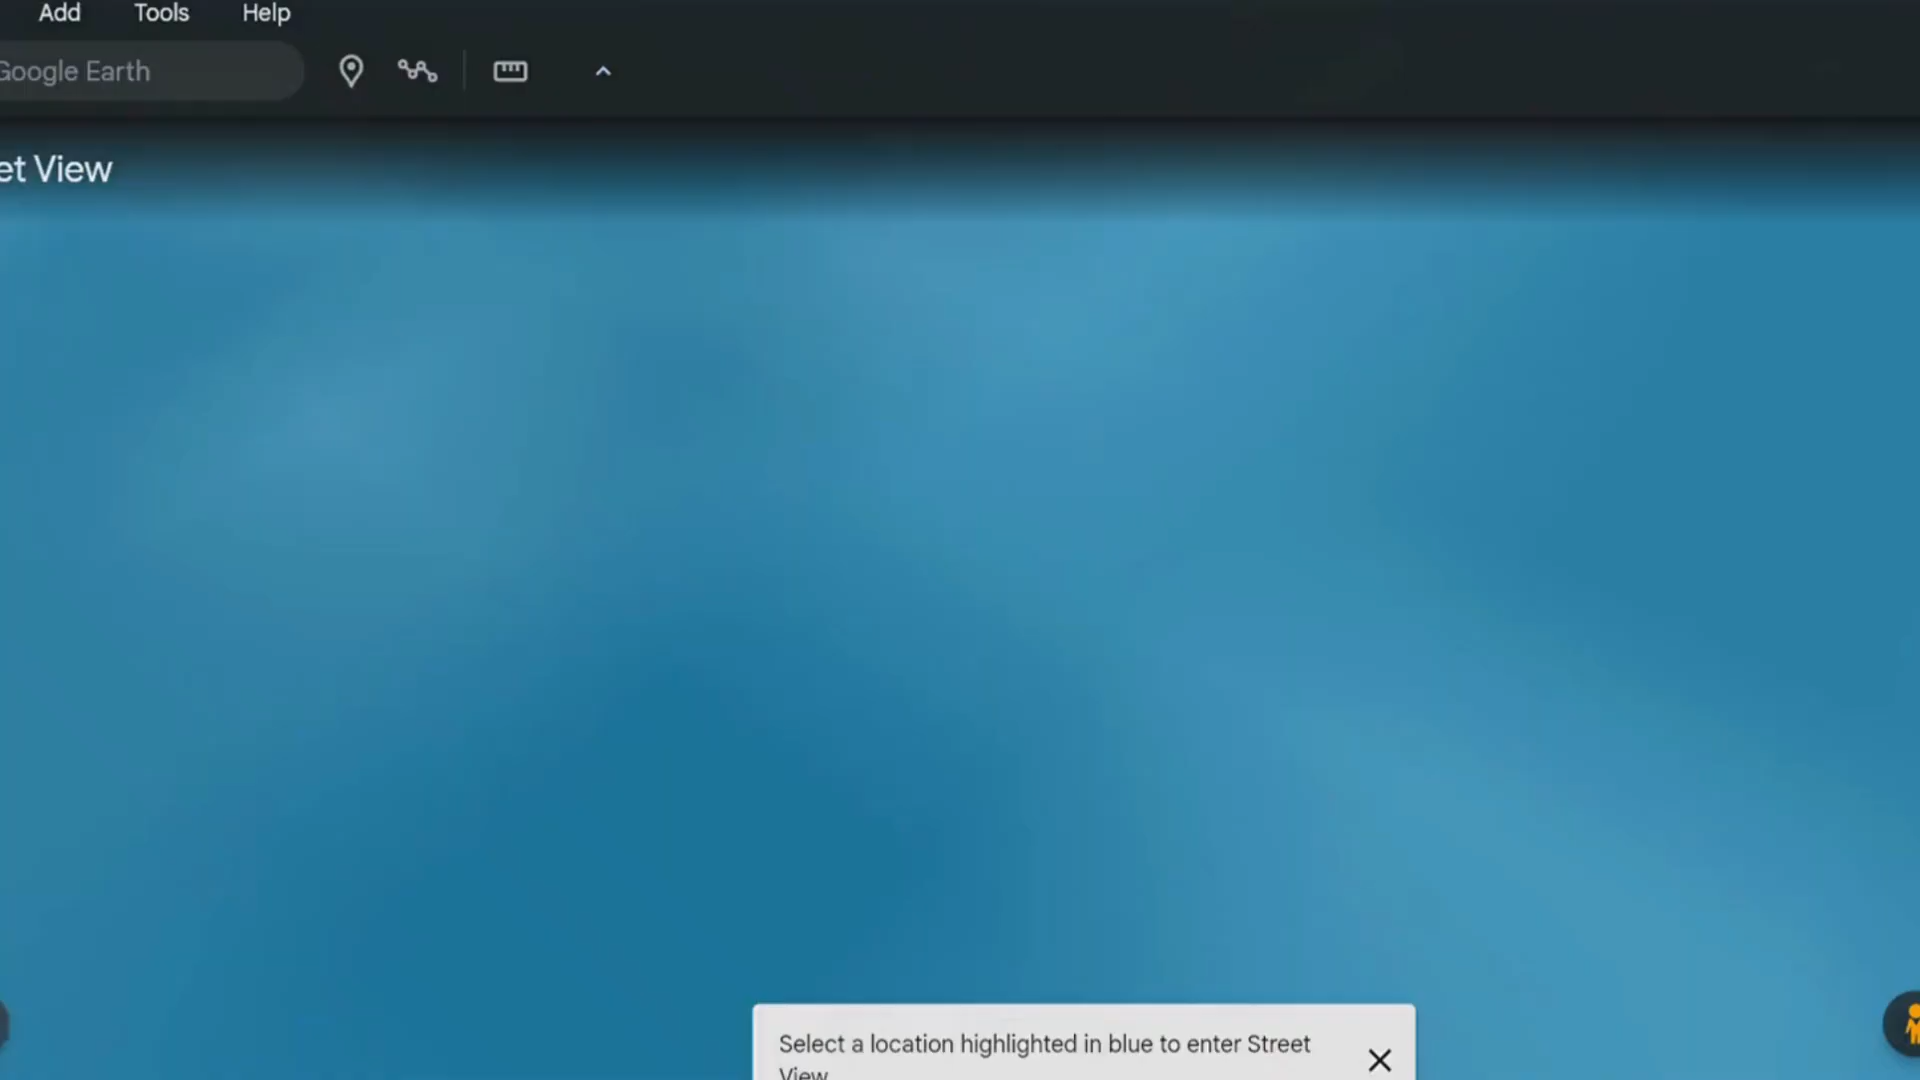 Add Tools Help
Google Earth
et View
Select a location highlighted in blue to enter Street
View